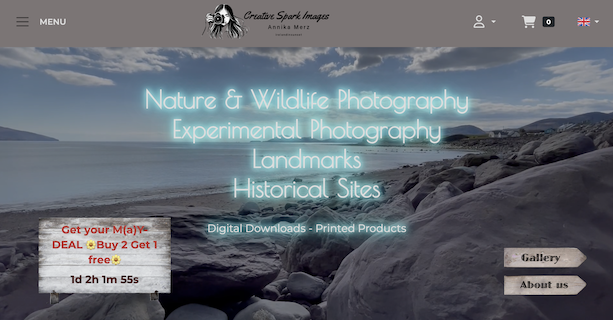 MENU
Creative Spark Images
Annika Merz
0
Nature & Wildlife Photography
Experimental Photography
Landmarks
Historical Sites
Digital Downloads - Printed Products
Get your M(a)Y-
DEAL 😀Buy 2 Get 1
free😀
1d 2h 1m 55s
Gallery
About us